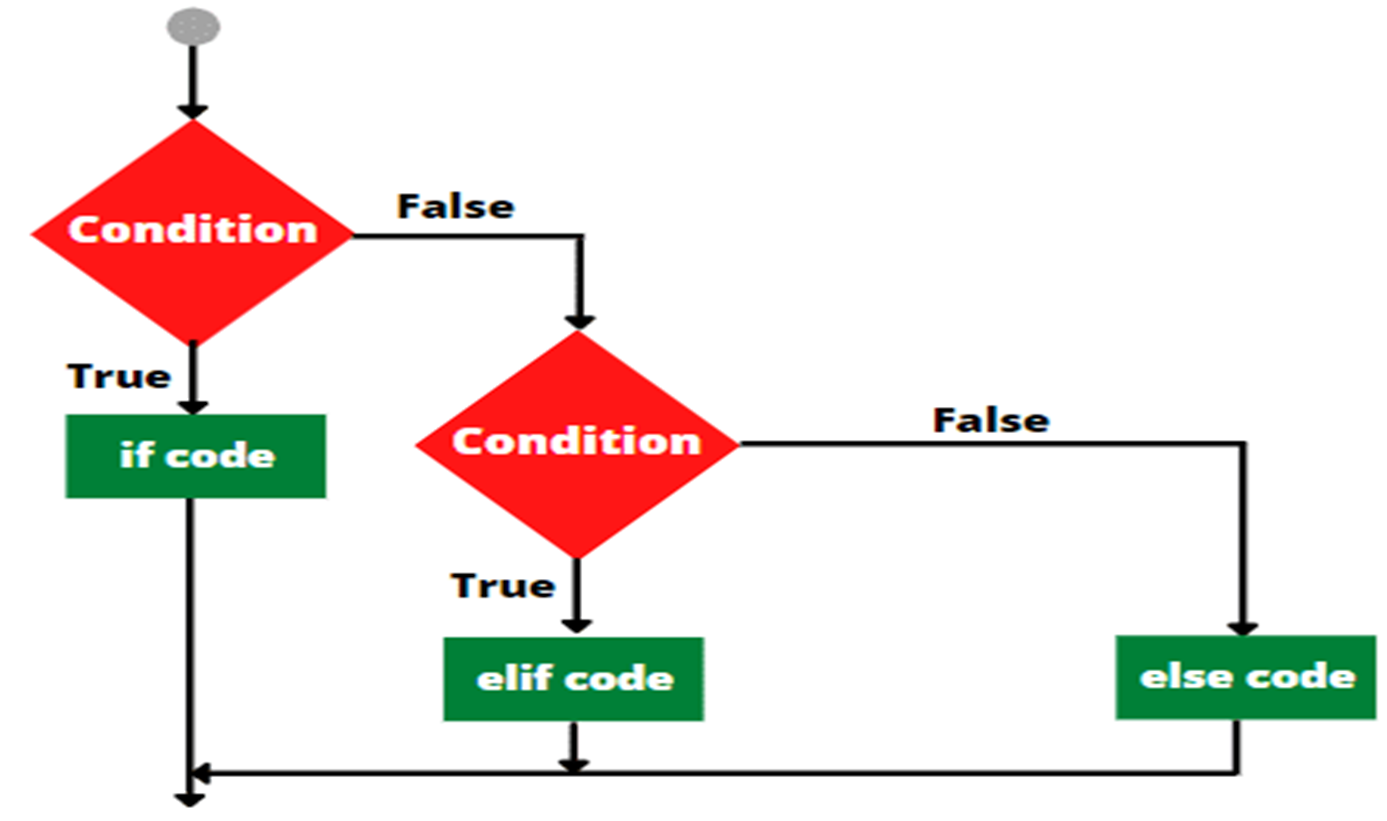 False
Condition
True
if code
False
Condition
True
elif code
else code